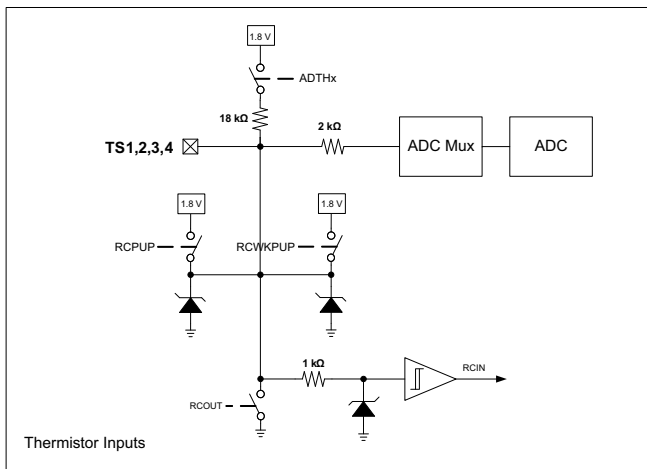 1.8 V
ADTHx
18 kΩ
TS1,2,3,4
2 kΩ
ADC Mux
ADC
1.8 V
1.8 V
RCPUP
RCWKPUP
1 kΩ
RCIN
RCOUT
Thermistor Inputs